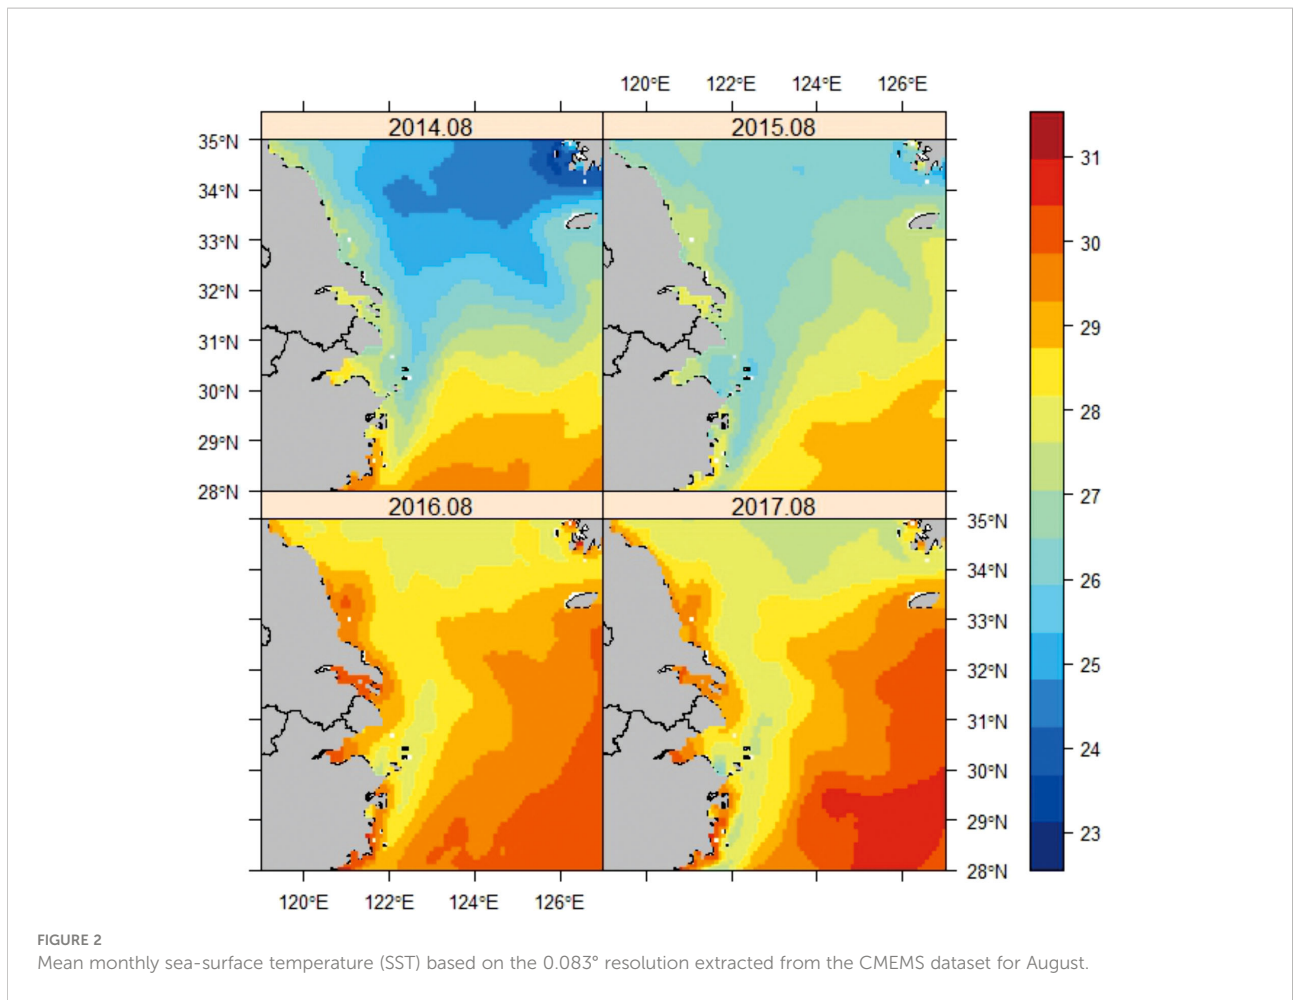 120°E 122°E 124°E 126°E
2014.08 2015.08
35°N
34°N
33°N
32°N
31°N
30°N
29°N
28°N
2016.08 2017.08
35°N
34°N
33°N
32°N
31°N
30°N
29°N
28°N
120°E 122°E 124°E 126°E
31
30
29
28
27
26
25
24
23
FIGURE 2
Mean monthly sea-surface temperature (SST) based on the 0.083° resolution extracted from the CMEMS dataset for August.